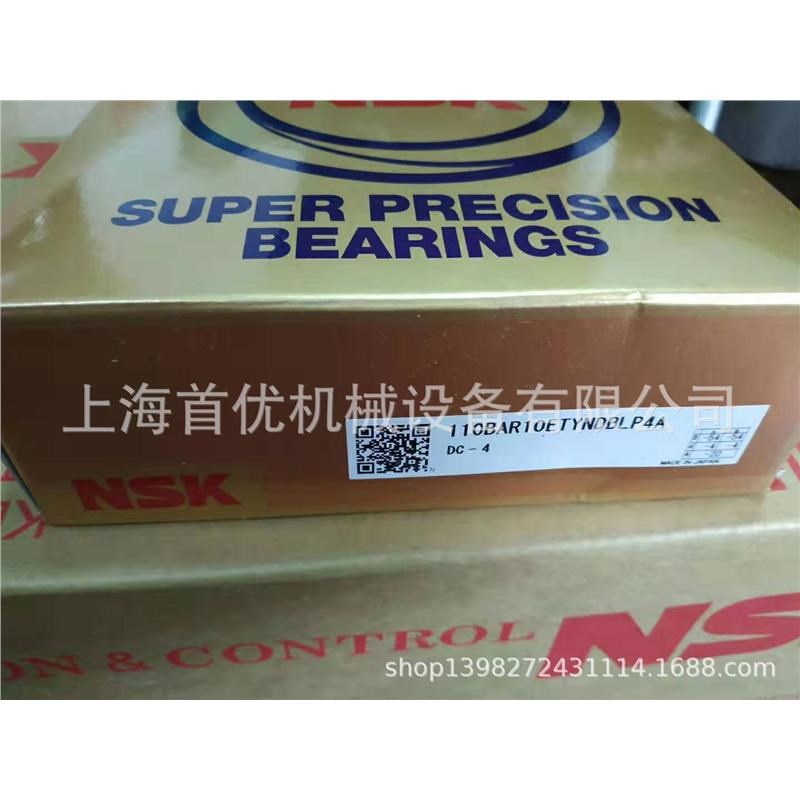 NSK
SUPER PRECISION
BEARINGS
上海首优机械设备有限公司
110BAR10ETYNDBLP4A
DC-4
MADE IN JAPAN
N
NSK
ON & CONTROL NSK
shop1398272431114.1688.com